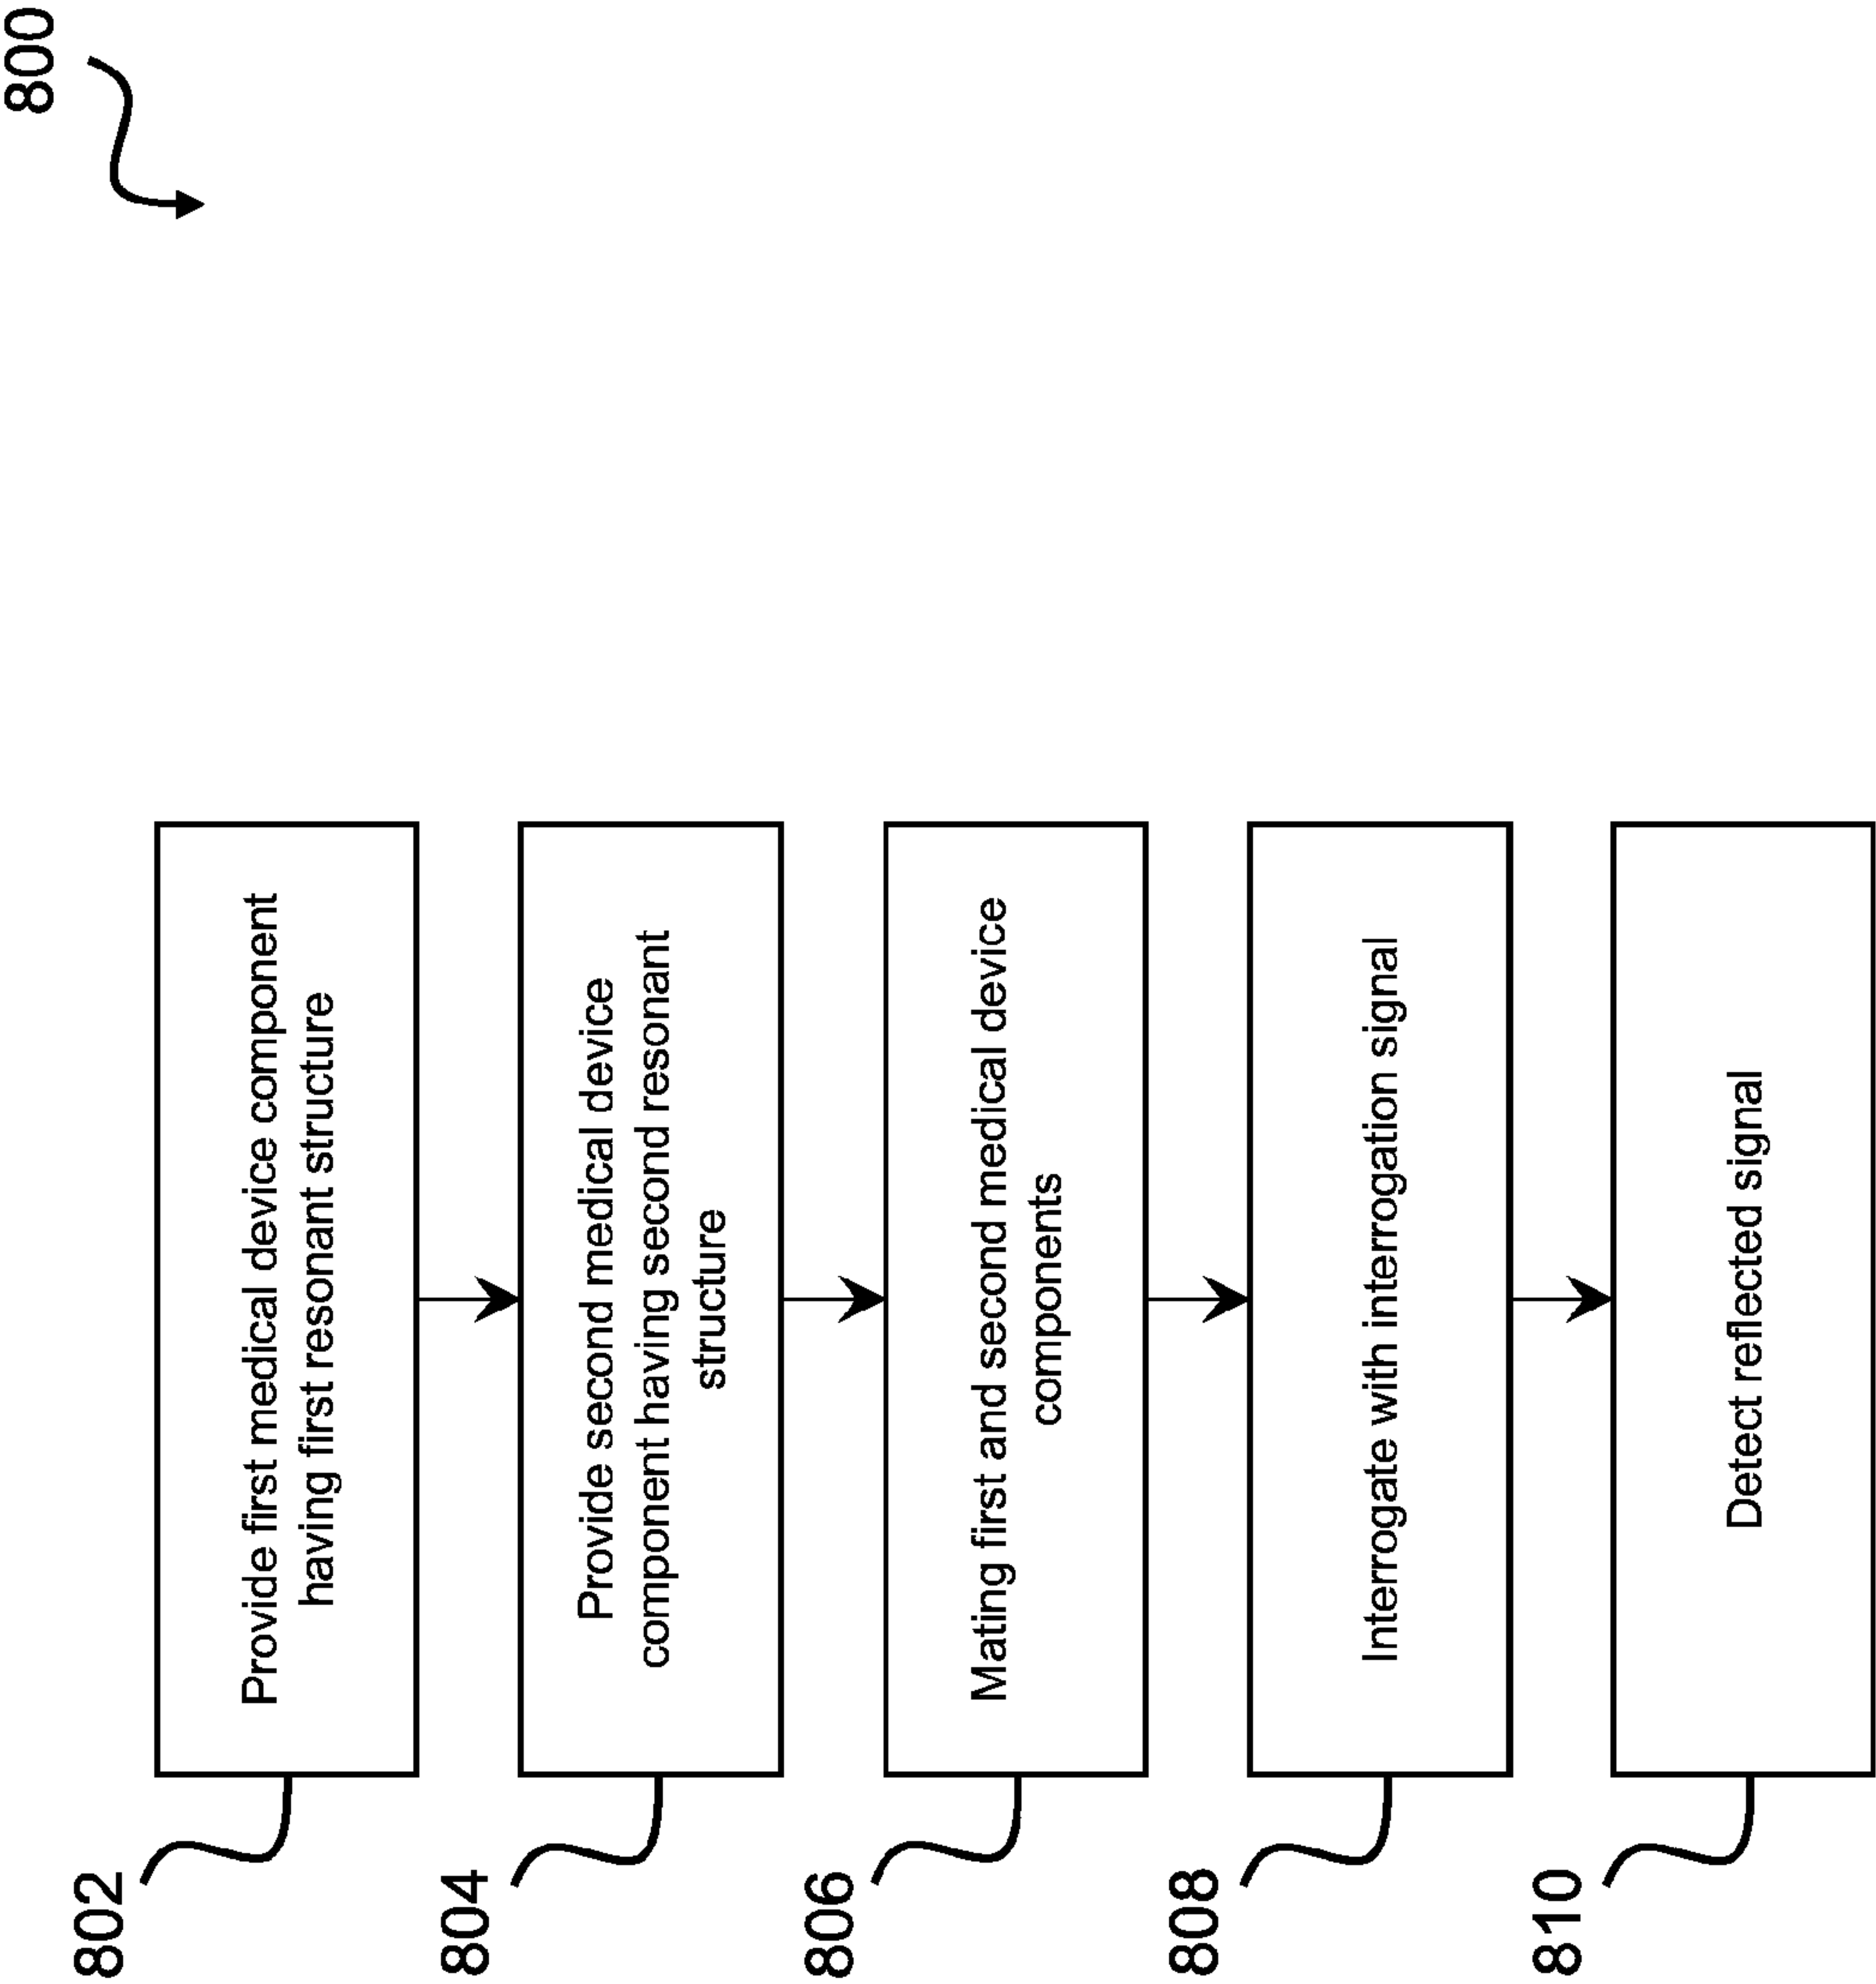 800
802
Provide first medical device component
having first resonant structure
804
Provide second medical device
component having second resonant
structure
806
Mating first and second medical device
components
808
Interrogate with interrogation signal
810
Detect reflected signal